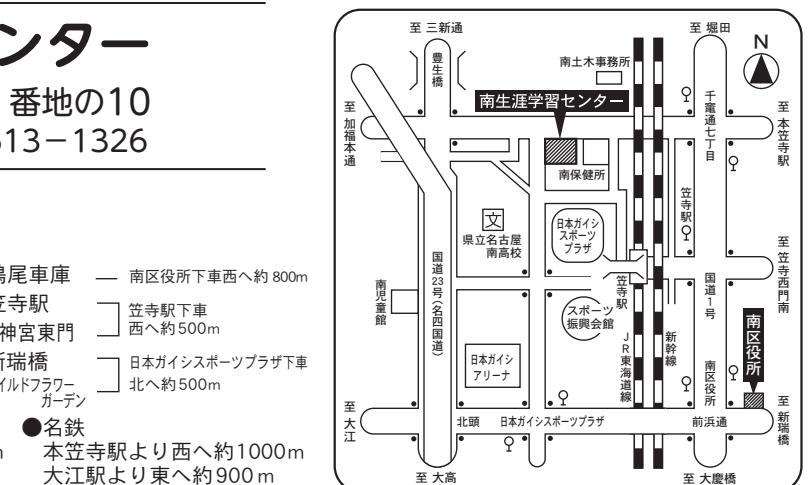 ンター
番地の10
613-1326
鳴尾車庫 — 南区役所下車西へ約800m
笠寺駅
神宮東門
笠寺駅下車
西へ約500m
新瑞橋
イルドフラワー
ガーデン
日本ガイシスポーツプラザ下車
北へ約500m
●名鉄
本笠寺駅より西へ約1000m
大江駅より東へ約900m
至 三新通
至 堀田
N
豊生橋
南土木事務所
南生涯学習センター
千竈通七丁目
至 加福本通
至 本笠寺駅
南保健所
笠寺駅
文
県立名古屋
南高校
日本ガイシ
スポーツ
プラザ
国道23号(名四国道)
南児童館
笠寺駅
国道1号
至 笠寺西門南
スポーツ
振興会館
JR東海道線
新幹線
日本ガイシ
アリーナ
南区役所
南区役所
至 大江
北頭
日本ガイシスポーツプラザ
前浜通
至 新瑞橋
至 大高
至 大慶橋